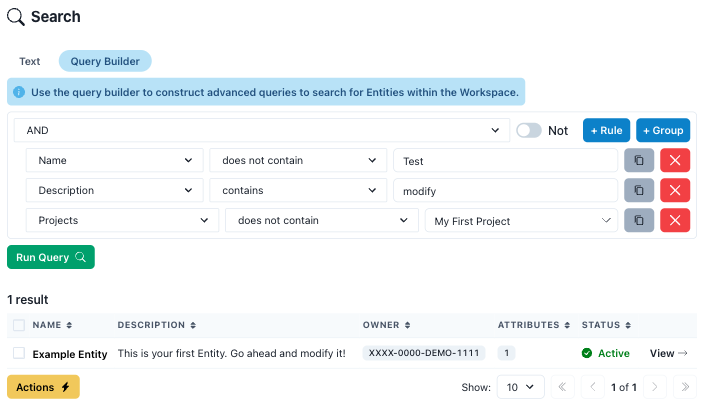 Search
Text Query Builder
Use the query builder to construct advanced queries to search for Entities within the Workspace.
AND Not + Rule + Group
Name does not contain Test
Description contains modify
Projects does not contain My First Project
Run Query
1 result
NAME DESCRIPTION OWNER ATTRIBUTES STATUS
Example Entity This is your first Entity. Go ahead and modify it! XXXX-0000-DEMO-1111 1 Active View
Actions Show: 10 1 of 1